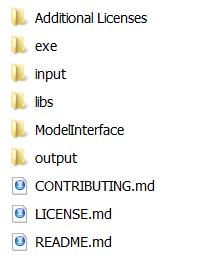 Additional Licenses
exe
input
libs
ModelInterface
output
CONTRIBUTING.md
LICENSE.md
README.md